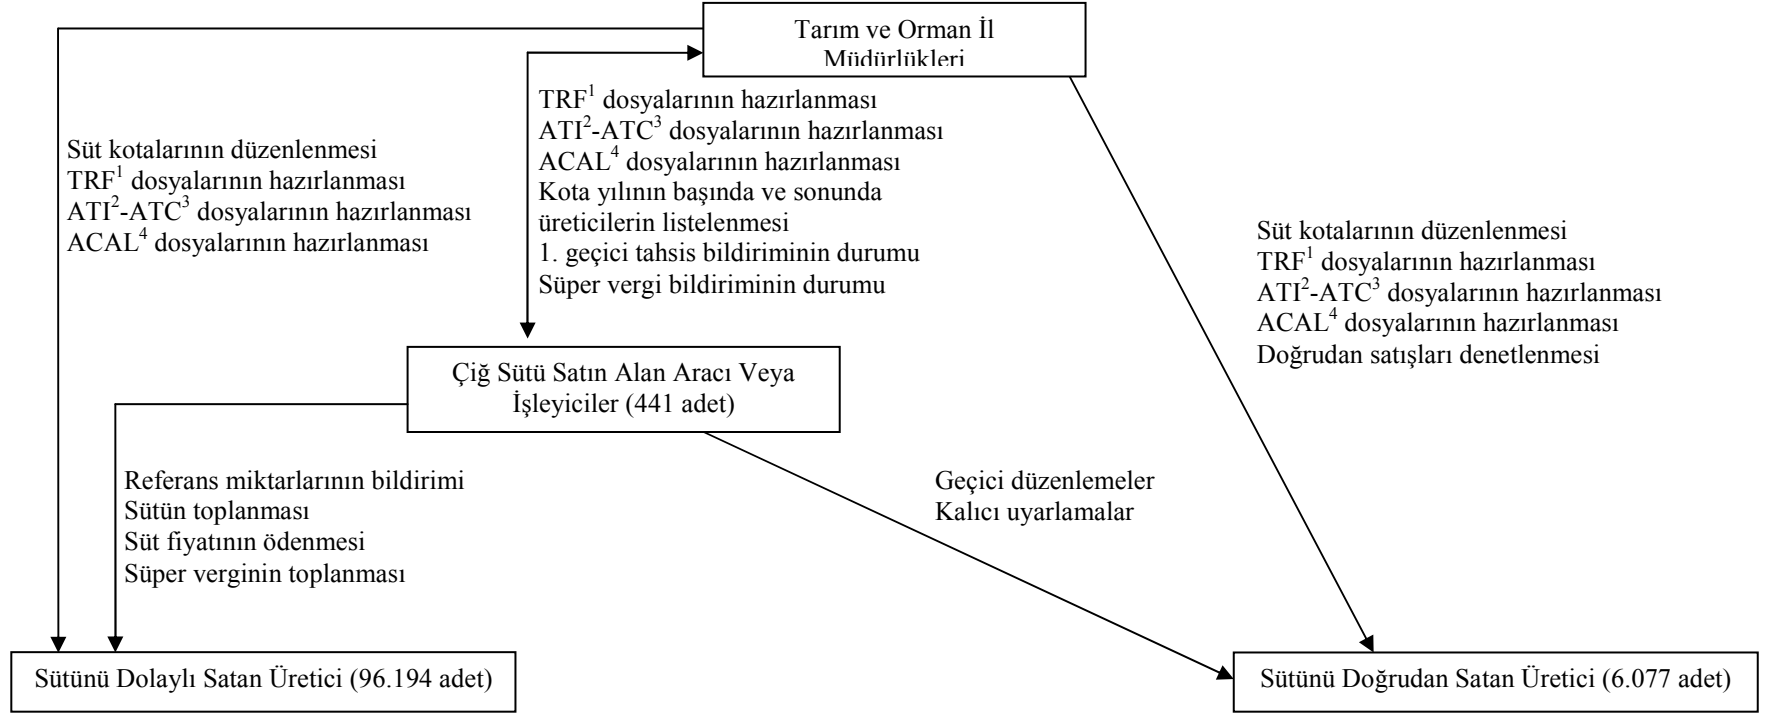 Tarım ve Orman İl
Müdürlükleri
TRF¹ dosyalarının hazırlanması
ATI²-ATC³ dosyalarının hazırlanması
ACAL⁴ dosyalarının hazırlanması
Kota yılının başında ve sonunda
üreticilerin listelenmesi
1. geçici tahsis bildiriminin durumu
Süper vergi bildiriminin durumu
Süt kotalarının düzenlenmesi
TRF¹ dosyalarının hazırlanması
ATI²-ATC³ dosyalarının hazırlanması
ACAL⁴ dosyalarının hazırlanması
Süt kotalarının düzenlenmesi
TRF¹ dosyalarının hazırlanması
ATI²-ATC³ dosyalarının hazırlanması
ACAL⁴ dosyalarının hazırlanması
Doğrudan satışları denetlenmesi
Çiğ Sütü Satın Alan Aracı Veya
İşleyiciler (441 adet)
Referans miktarlarının bildirimi
Sütün toplanması
Süt fiyatının ödenmesi
Süper verginin toplanması
Geçici düzenlemeler
Kalıcı uyarlamalar
Sütünü Dolaylı Satan Üretici (96.194 adet)
Sütünü Doğrudan Satan Üretici (6.077 adet)